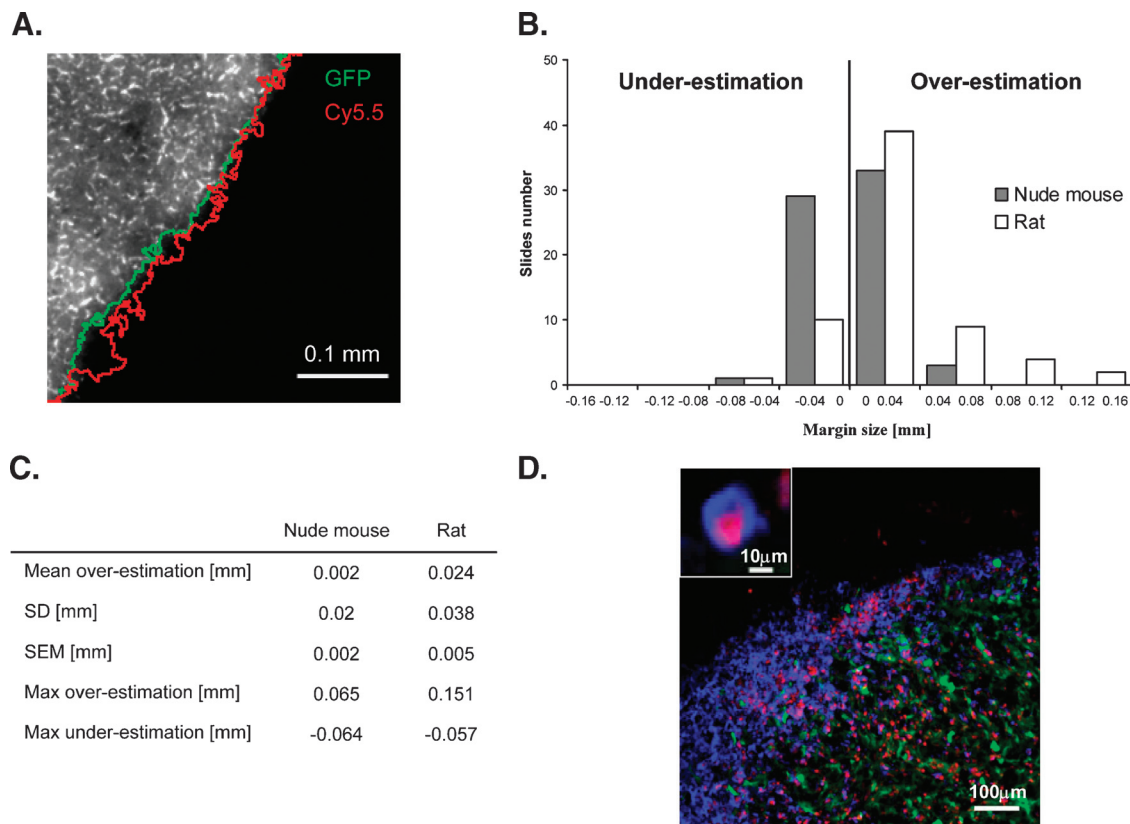 A.
GFP
Cy5.5
0.1 mm
B.
Under-estimation Over-estimation
50
40
30
20
10
0
Slides number
Nude mouse
Rat
-0.16 -0.12 -0.12 -0.08 -0.08 -0.04 -0.04 0 0 0.04 0.04 0.08 0.08 0.12 0.12 0.16
Margin size [mm]
C.
Nude mouse Rat
Mean over-estimation [mm] 0.002 0.024
SD [mm] 0.02 0.038
SEM [mm] 0.002 0.005
Max over-estimation [mm] 0.065 0.151
Max under-estimation [mm] -0.064 -0.057
D.
10µm
100µm